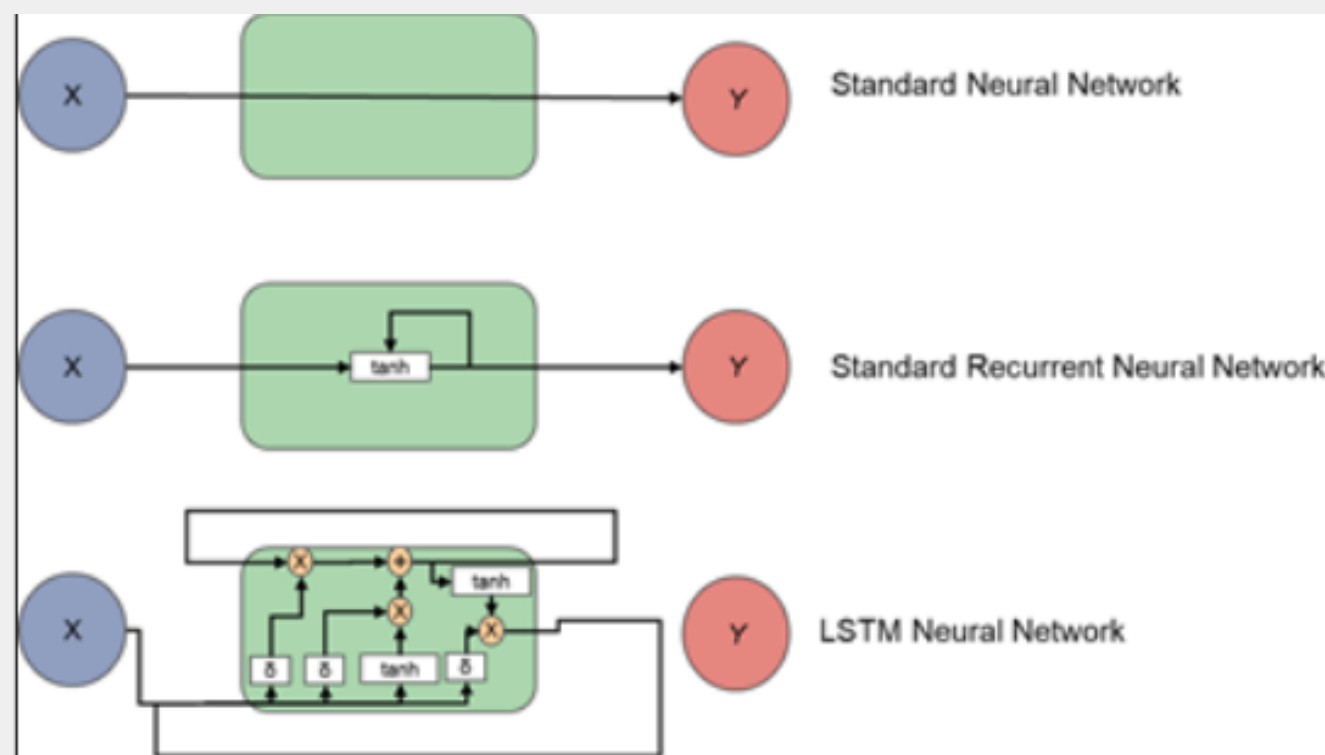 X
Y
Standard Neural Network
X
tanh
Y
Standard Recurrent Neural Network
X
X
+
tanh
X
X
δ
δ
tanh
δ
Y
LSTM Neural Network